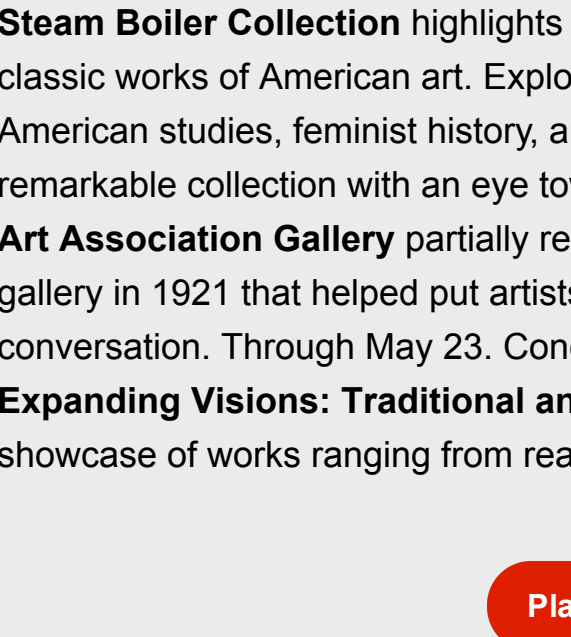 Steam Boiler Collection highlights
classic works of American art. Explo
American studies, feminist history, a
remarkable collection with an eye to
Art Association Gallery partially re
gallery in 1921 that helped put artists
conversation. Through May 23. Con
Expanding Visions: Traditional an
showcase of works ranging from rea
Pla